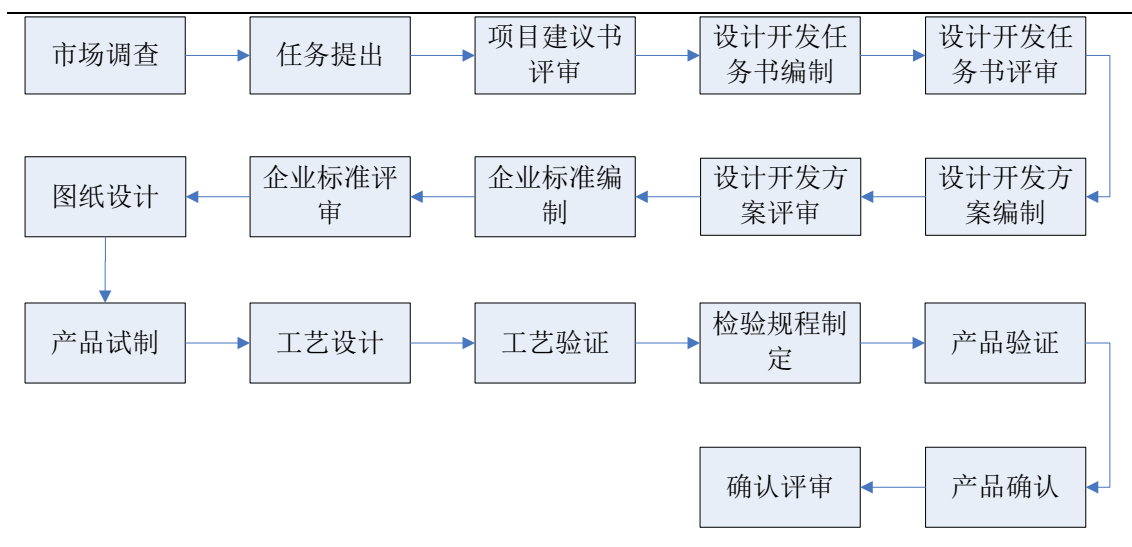 市场调查
任务提出
项目建议书
评审
设计开发任
务书编制
设计开发任
务书评审
设计开发方
案编制
设计开发方
案评审
企业标准编
制
企业标准评
审
图纸设计
产品试制
工艺设计
工艺验证
检验规程制
定
产品验证
产品确认
确认评审